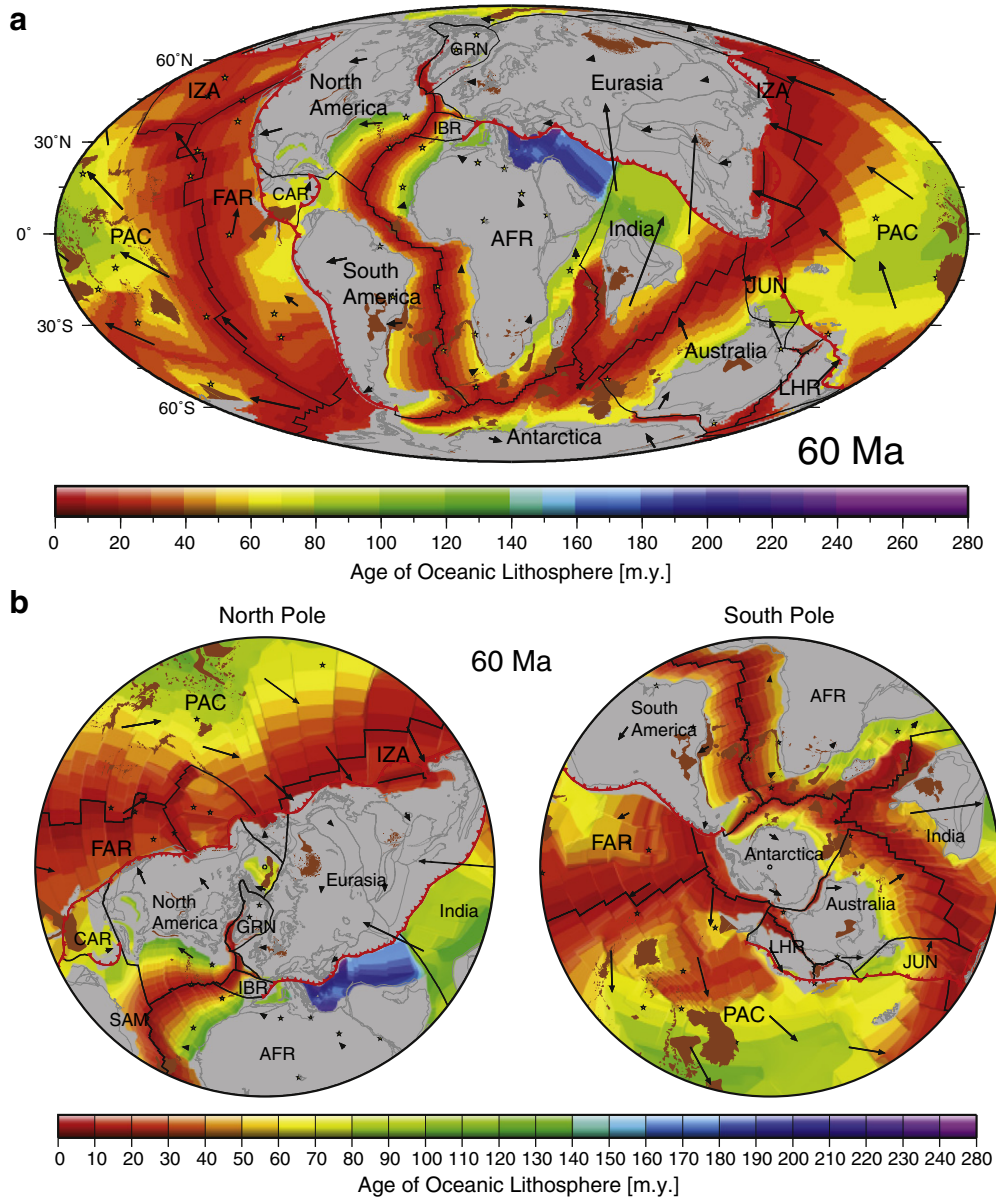 a
60˚N
30˚N
0˚
30˚S
60˚S
IZA
North
America
GRN
Eurasia
IZA
IBR
FAR
CAR
PAC
AFR
India
PAC
South
America
JUN
Australia
LHR
Antarctica
60 Ma
0 20 40 60 80 100 120 140 160 180 200 220 240 260 280
Age of Oceanic Lithosphere [m.y.]
b
North Pole
South Pole
60 Ma
PAC
IZA
FAR
North
America
Eurasia
GRN
CAR
India
IBR
SAM
AFR
South
America
AFR
FAR
India
Antarctica
Australia
LHR
JUN
PAC
0 10 20 30 40 50 60 70 80 90 100 110 120 130 140 150 160 170 180 190 200 210 220 230 240 250 260 270 280
Age of Oceanic Lithosphere [m.y.]